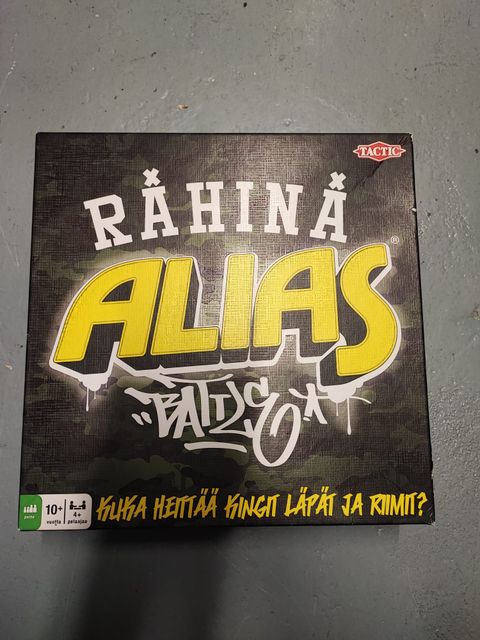 TACTIC
RÄHINÄ
ALIAS®
BATTLE
KUKA HEITTÄÄ KINGIT LÄPÄT JA RIIMIT?
10+
vuotta
4+
pelaajaa